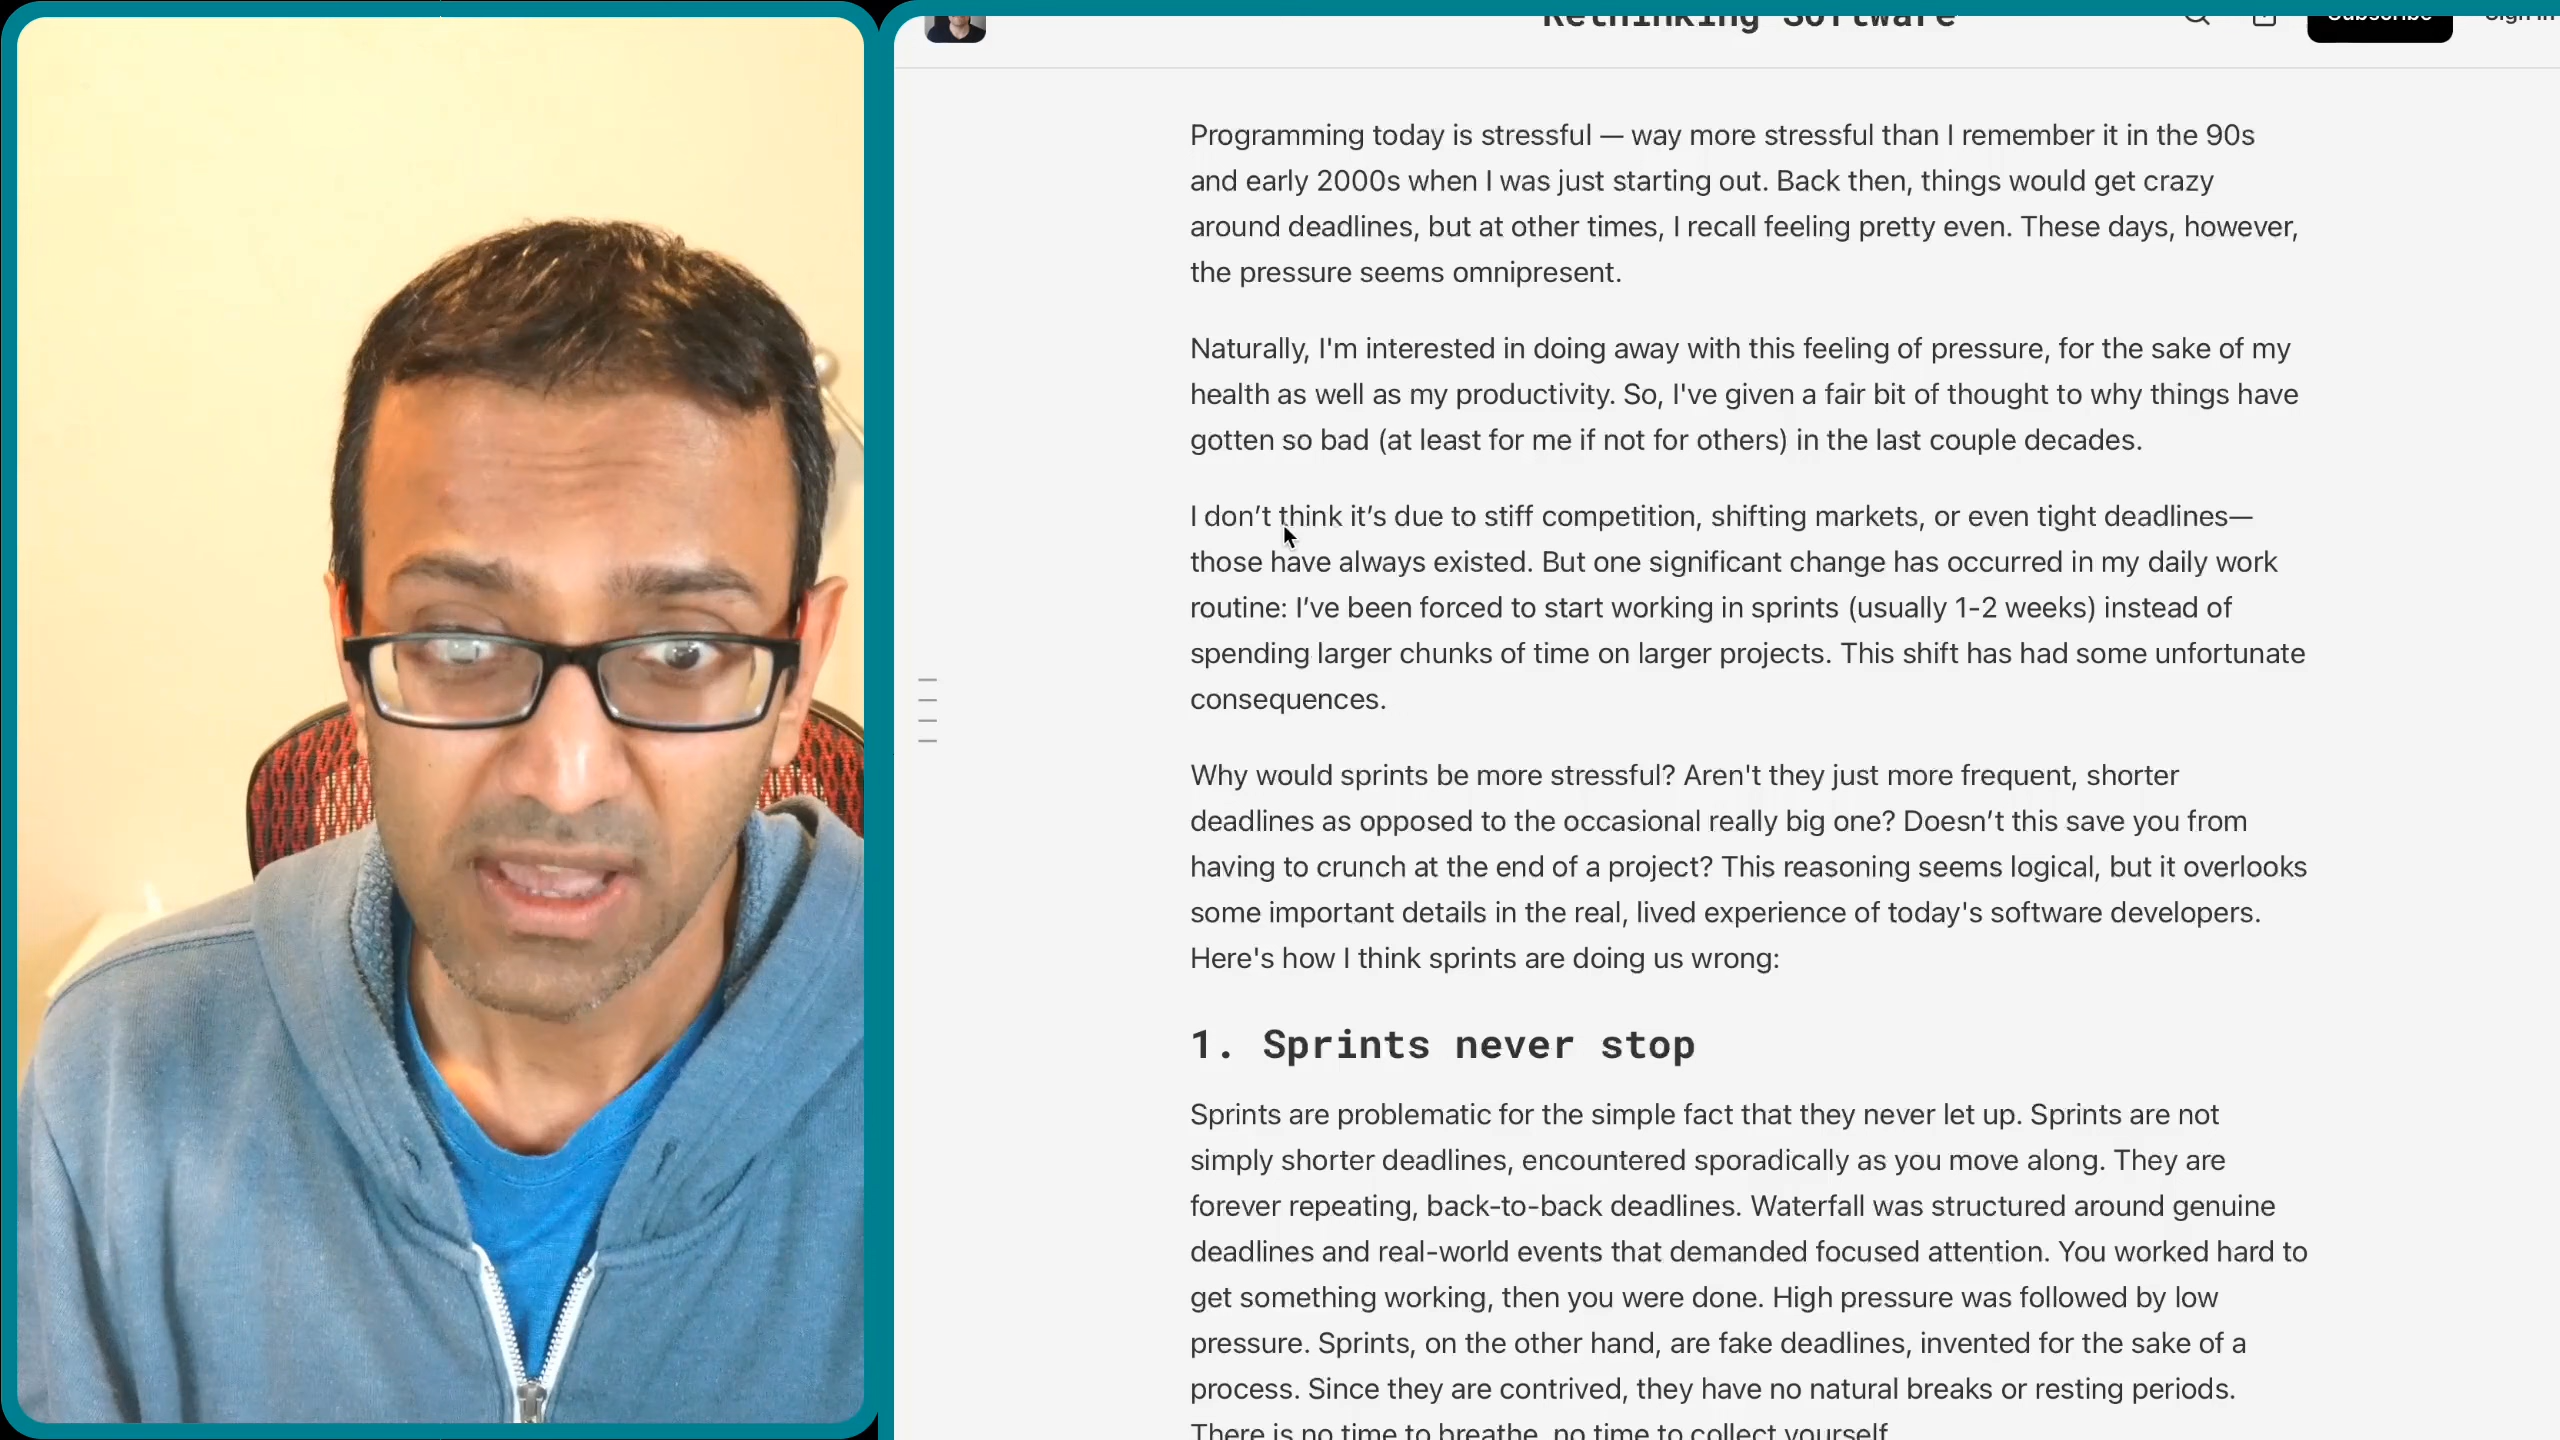 Rethinking Software
Subscribe
Sign in
Programming today is stressful — way more stressful than I remember it in the 90s
and early 2000s when I was just starting out. Back then, things would get crazy
around deadlines, but at other times, I recall feeling pretty even. These days, however,
the pressure seems omnipresent.
Naturally, I'm interested in doing away with this feeling of pressure, for the sake of my
health as well as my productivity. So, I've given a fair bit of thought to why things have
gotten so bad (at least for me if not for others) in the last couple decades.
I don’t think it’s due to stiff competition, shifting markets, or even tight deadlines—
those have always existed. But one significant change has occurred in my daily work
routine: I’ve been forced to start working in sprints (usually 1-2 weeks) instead of
spending larger chunks of time on larger projects. This shift has had some unfortunate
consequences.
Why would sprints be more stressful? Aren't they just more frequent, shorter
deadlines as opposed to the occasional really big one? Doesn’t this save you from
having to crunch at the end of a project? This reasoning seems logical, but it overlooks
some important details in the real, lived experience of today's software developers.
Here's how I think sprints are doing us wrong:
1. Sprints never stop
Sprints are problematic for the simple fact that they never let up. Sprints are not
simply shorter deadlines, encountered sporadically as you move along. They are
forever repeating, back-to-back deadlines. Waterfall was structured around genuine
deadlines and real-world events that demanded focused attention. You worked hard to
get something working, then you were done. High pressure was followed by low
pressure. Sprints, on the other hand, are fake deadlines, invented for the sake of a
process. Since they are contrived, they have no natural breaks or resting periods.
There is no time to breathe, no time to collect yourself.